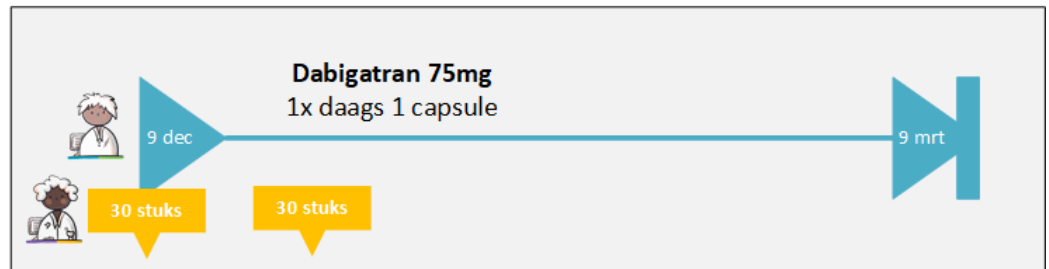 Dabigatran 75mg
1x daags 1 capsule
9 dec
9 mrt
30 stuks
30 stuks